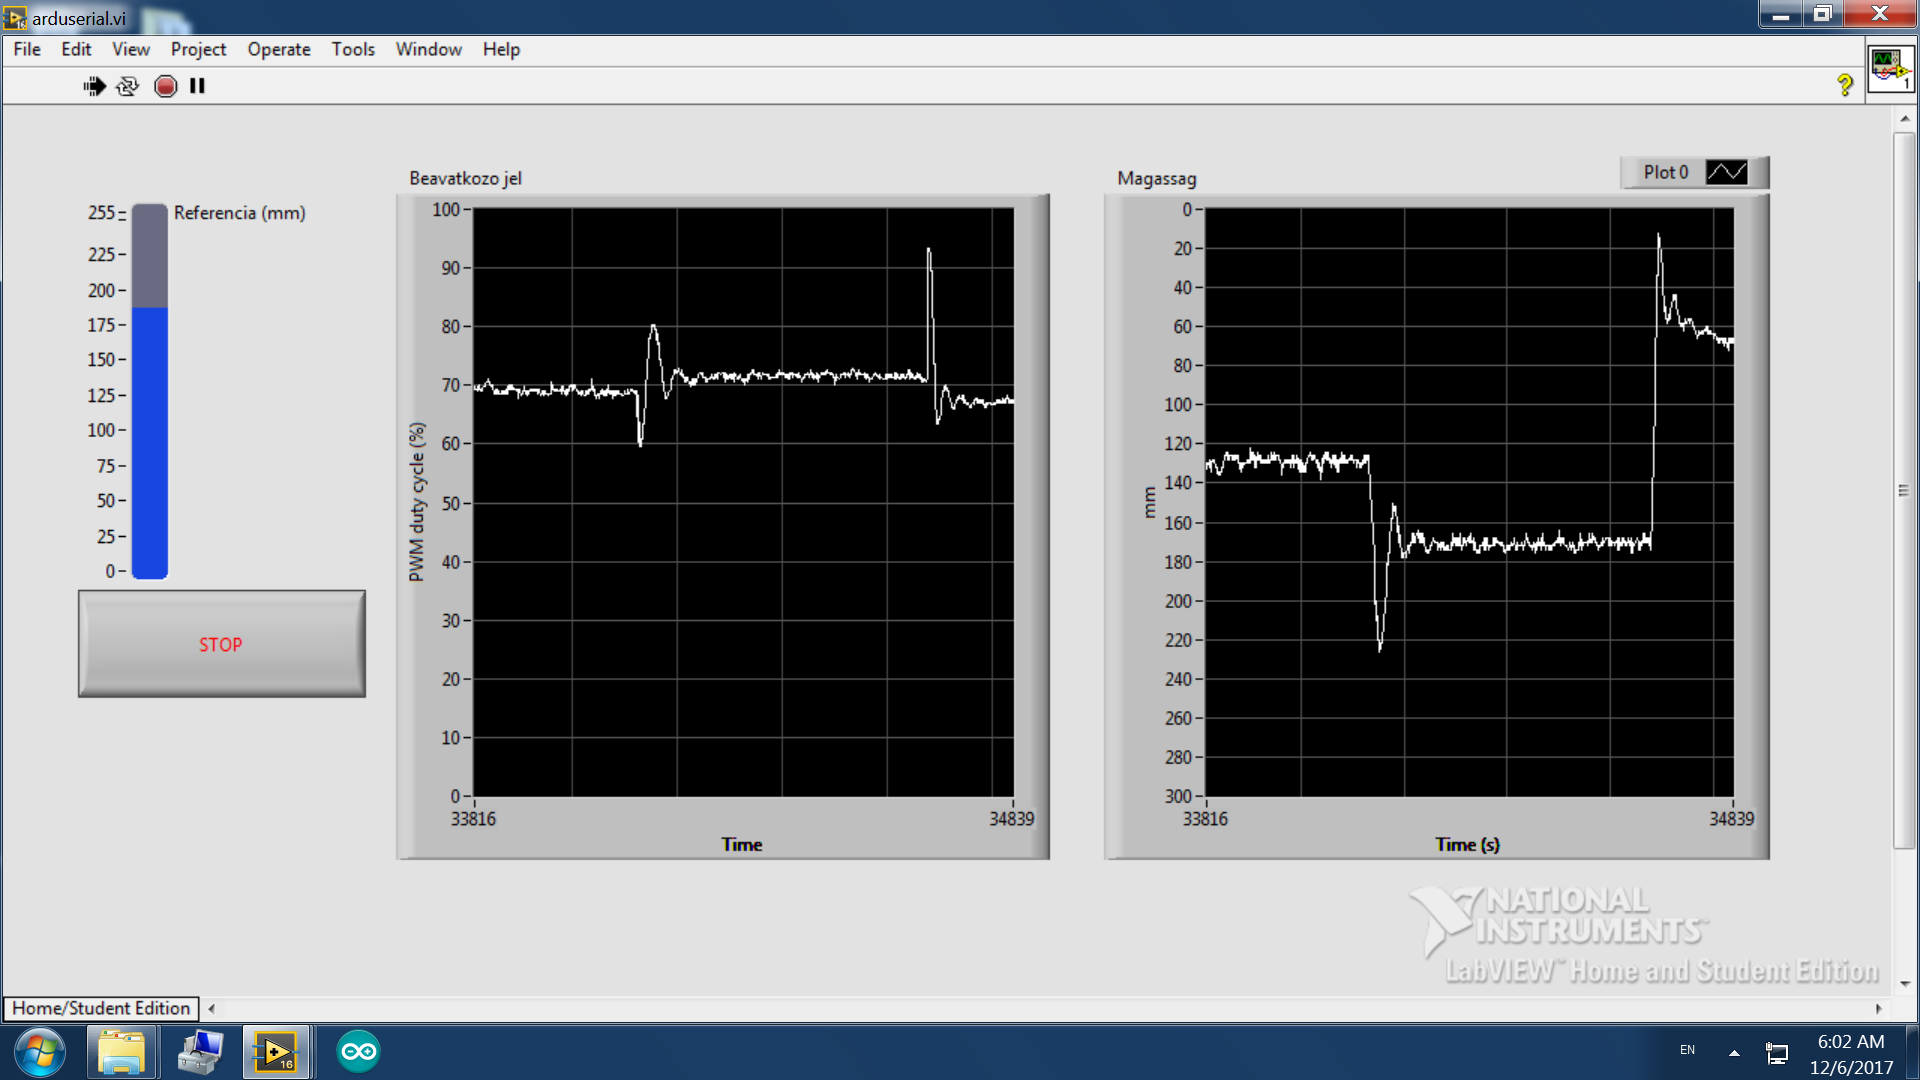 arduserial.vi
File Edit View Project Operate Tools Window Help
1
Beavatkozo jel
Magassag
Plot 0
Referencia (mm)
255
225
200
175
150
125
100
75
50
25
0
STOP
PWM duty cycle (%)
100
90
80
70
60
50
40
30
20
10
0
33816 34839
Time
mm
0
20
40
60
80
100
120
140
160
180
200
220
240
260
280
300
33816 34839
Time (s)
NATIONAL
INSTRUMENTS™
LabVIEW™ Home and Student Edition
Home/Student Edition
16
EN
6:02 AM
12/6/2017